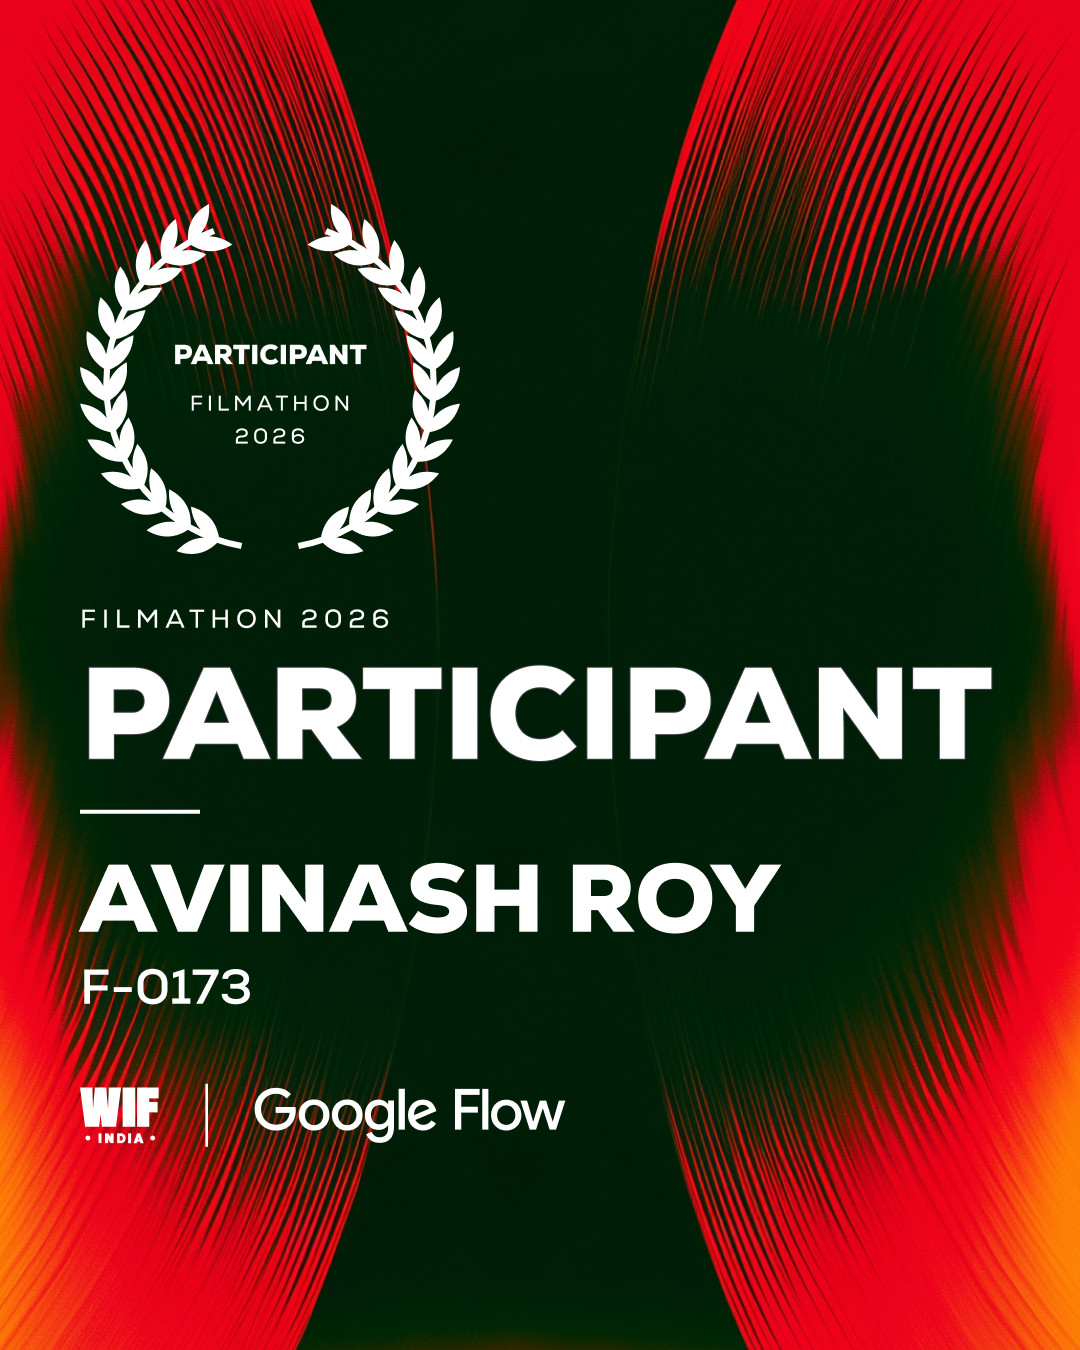 PARTICIPANT
FILMATHON
2026
FILMATHON 2026
PARTICIPANT
AVINASH ROY
F-0173
WIF
• INDIA •
Google Flow